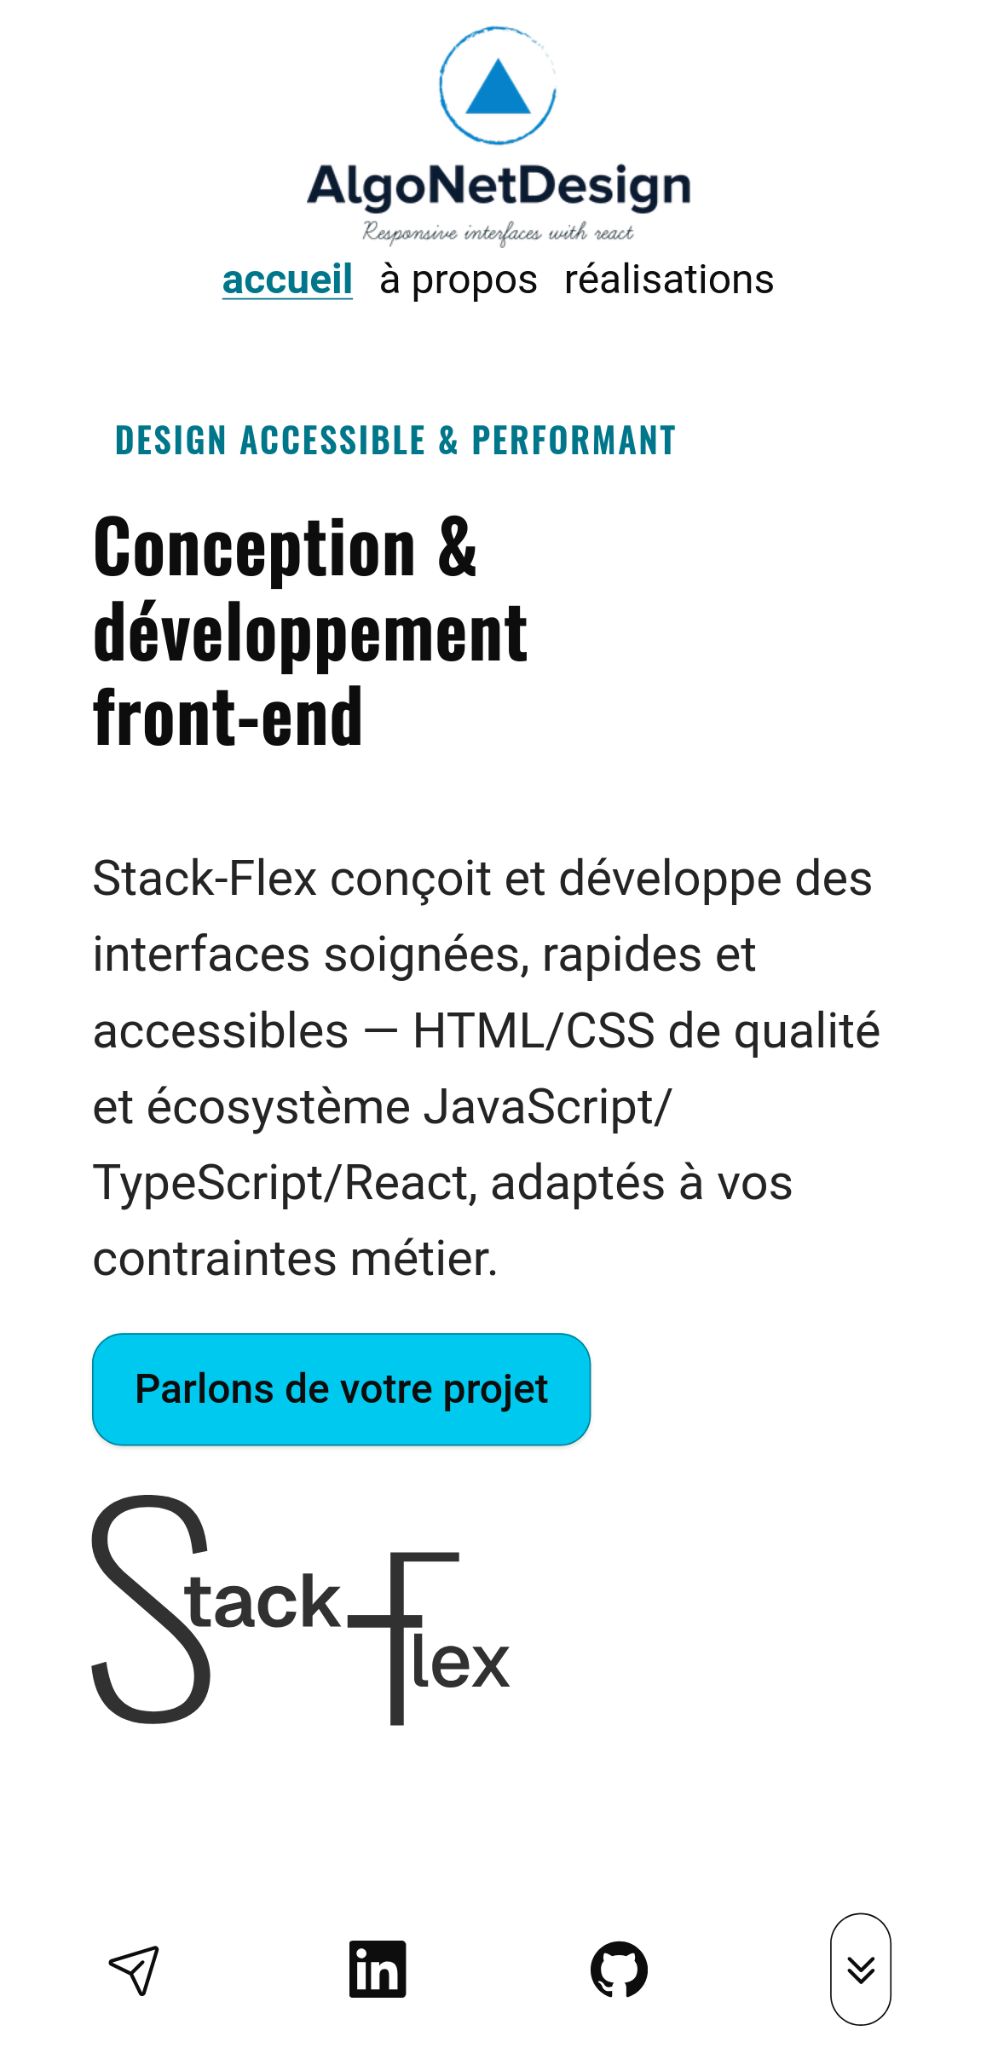 AlgoNetDesign
Responsive interfaces with react
accueil à propos réalisations
DESIGN ACCESSIBLE & PERFORMANT
Conception &
développement
front-end
Stack-Flex conçoit et développe des
interfaces soignées, rapides et
accessibles — HTML/CSS de qualité
et écosystème JavaScript/
TypeScript/React, adaptés à vos
contraintes métier.
Parlons de votre projet
Stack-Flex
in